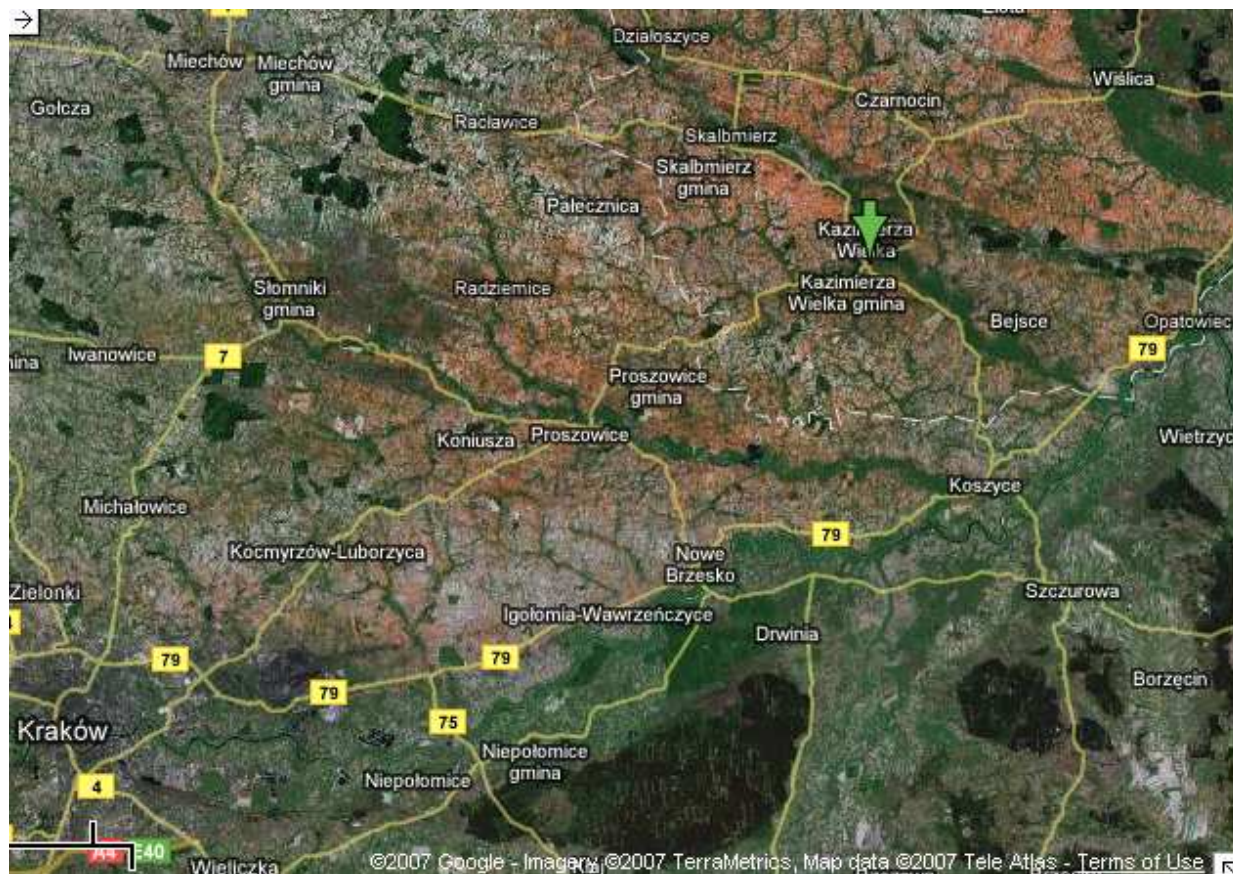 Działoszyce
Miechów
Miechów
gmina
Wiślica
Gołcza
Czarnocin
Racławice
Skalbmierz
Skalbmierz
gmina
Pałecznica
Kazimierza
Wielka
Słomniki
gmina
Radziemice
Kazimierza
Wielka gmina
Bejsce
Opatowiec
79
7
Iwanowice
Proszowice
gmina
Koniusza
Proszowice
Koszyce
Michałowice
79
Kocmyrzów-Luborzyca
Nowe
Brzesko
Zielonki
Szczurowa
Igołomia-Wawrzeńczyce
Drwinia
79
79
79
Borzęcin
75
Kraków
Niepołomice
gmina
Niepołomice
4
A4 E40
Wieliczka
©2007 Google - Imagery ©2007 TerraMetrics, Map data ©2007 Tele Atlas - Terms of Use